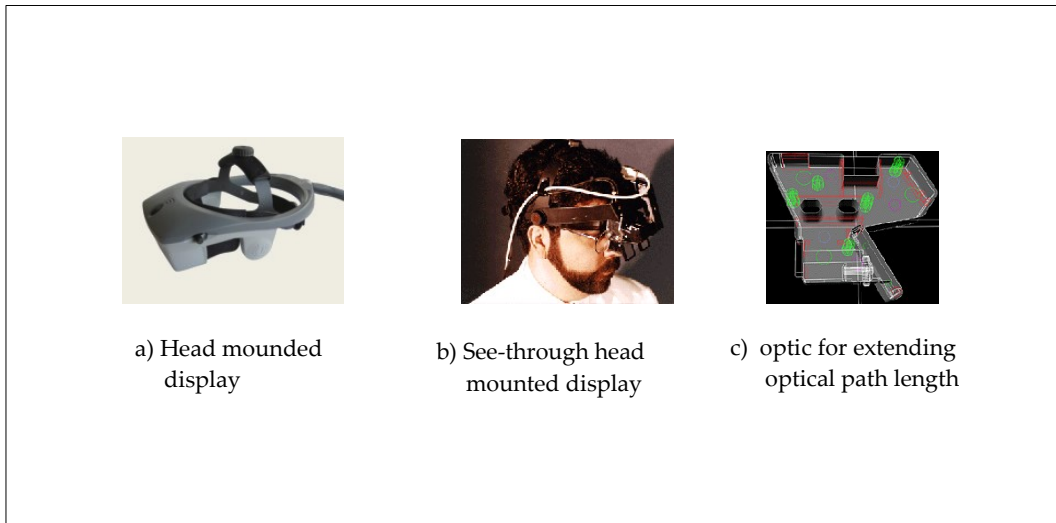 a) Head mounded
display
b) See-through head
mounted display
c) optic for extending
optical path length